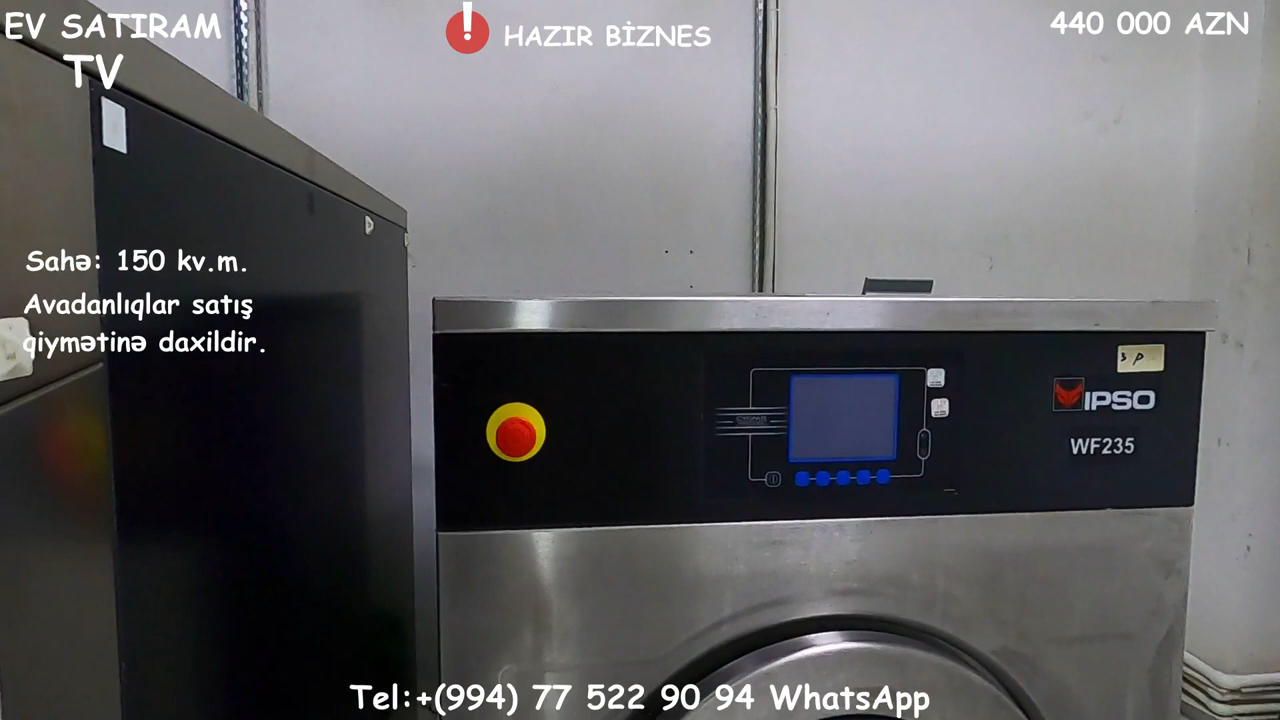 EV SATIRAM
TV
HAZIR BİZNES
440 000 AZN
Sahə: 150 kv.m.
Avadanlıqlar satış
qiymətinə daxildir.
3 P
IPSO
WF235
Tel:+(994) 77 522 90 94 WhatsApp